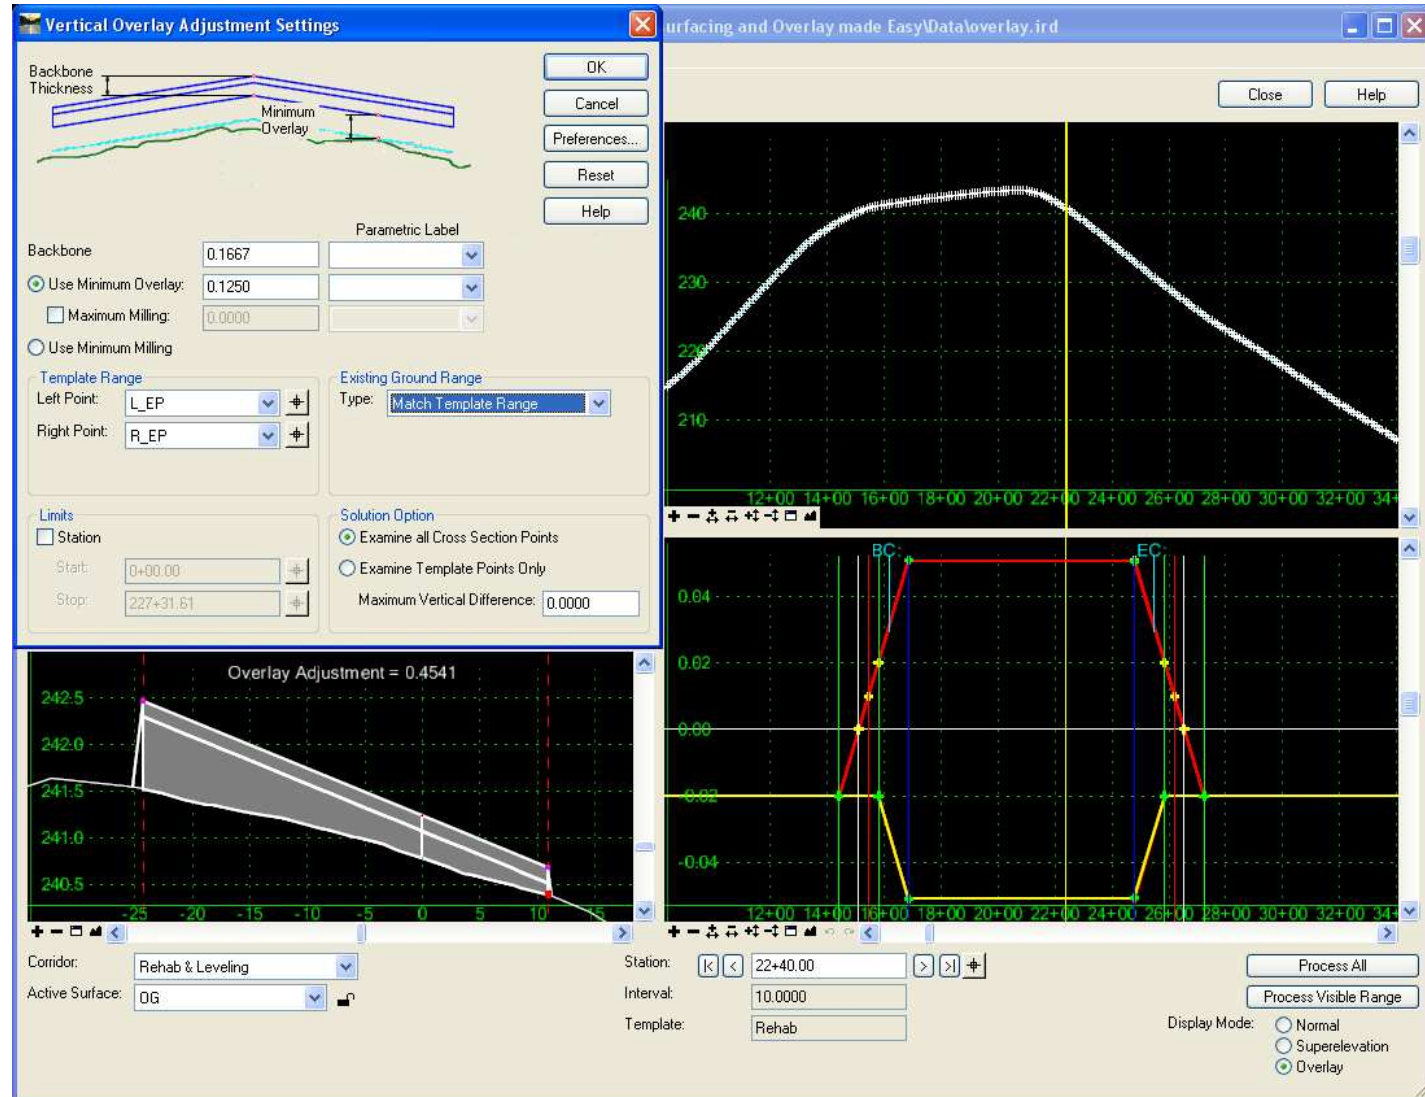 Vertical Overlay Adjustment Settings
urfacing and Overlay made Easy\Data\overlay.ird
Backbone
Thickness
Minimum
Overlay
OK
Cancel
Preferences...
Reset
Help
Close
Help
Parametric Label
Backbone 0.1667
Use Minimum Overlay: 0.1250
Maximum Milling: 0.0000
Use Minimum Milling
Template Range
Left Point: L_EP
Right Point: R_EP
Existing Ground Range
Type: Match Template Range
Limits
Station
Start: 0+00.00
Stop: 227+31.61
Solution Option
Examine all Cross Section Points
Examine Template Points Only
Maximum Vertical Difference: 0.0000
240
230
220
210
12+00 14+00 16+00 18+00 20+00 22+00 24+00 26+00 28+00 30+00 32+00 34+
BC:
EC:
0.04
0.02
0.00
-0.02
-0.04
12+00 14+00 16+00 18+00 20+00 22+00 24+00 26+00 28+00 30+00 32+00 34+
Overlay Adjustment = 0.4541
242.5
242.0
241.5
241.0
240.5
-25 -20 -15 -10 -5 0 5 10 15
Corridor: Rehab & Leveling
Active Surface: OG
Station: 22+40.00
Interval: 10.0000
Template: Rehab
Process All
Process Visible Range
Display Mode: Normal
Superelevation
Overlay